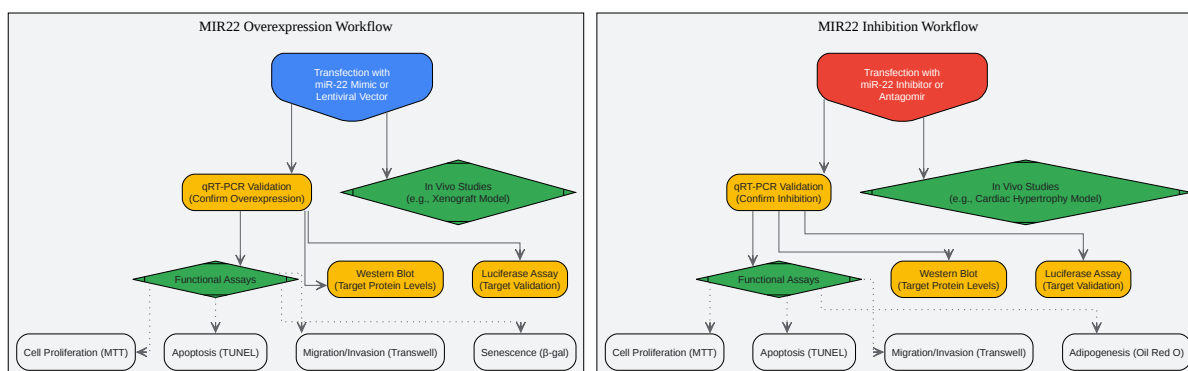 MIR22 Overexpression Workflow
Transfection with
miR-22 Mimic or
Lentiviral Vector
qRT-PCR Validation
(Confirm Overexpression)
In Vivo Studies
(e.g., Xenograft Model)
Functional Assays
Western Blot
(Target Protein Levels)
Luciferase Assay
(Target Validation)
Cell Proliferation (MTT)
Apoptosis (TUNEL)
Migration/Invasion (Transwell)
Senescence (β-gal)
MIR22 Inhibition Workflow
Transfection with
miR-22 Inhibitor or
Antagomir
qRT-PCR Validation
(Confirm Inhibition)
In Vivo Studies
(e.g., Cardiac Hypertrophy Model)
Functional Assays
Western Blot
(Target Protein Levels)
Luciferase Assay
(Target Validation)
Cell Proliferation (MTT)
Apoptosis (TUNEL)
Migration/Invasion (Transwell)
Adipogenesis (Oil Red O)